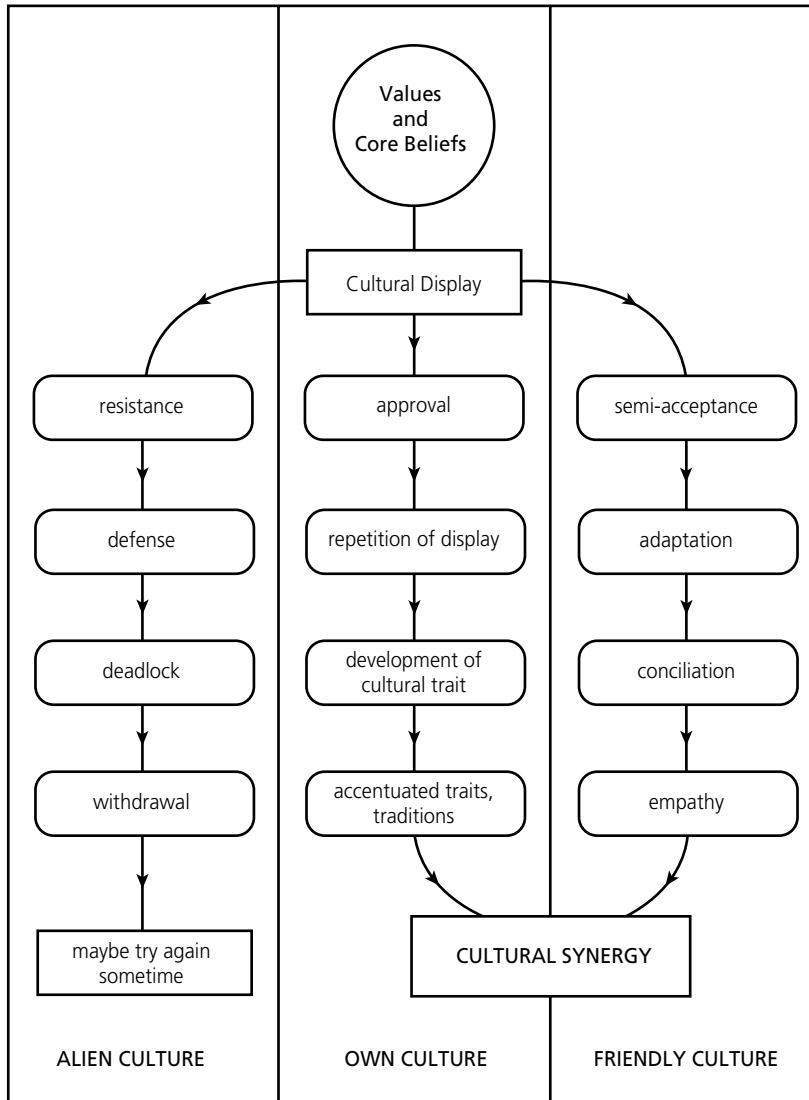 Values
and
Core Beliefs
Cultural Display
resistance
approval
semi-acceptance
defense
repetition of display
adaptation
deadlock
development of
cultural trait
conciliation
withdrawal
accentuated traits,
traditions
empathy
maybe try again
sometime
CULTURAL SYNERGY
ALIEN CULTURE
OWN CULTURE
FRIENDLY CULTURE